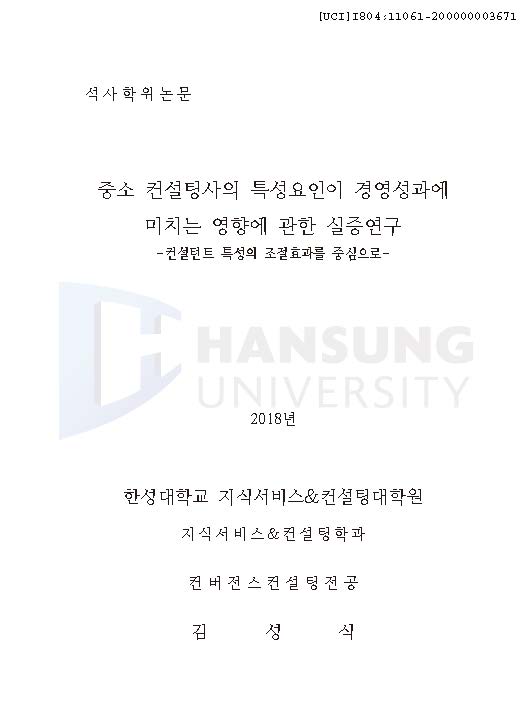 [UCI]I804:11061-200000003671
석사학위논문
중소 컨설팅사의 특성요인이 경영성과에
미치는 영향에 관한 실증연구
-컨설턴트 특성의 조절효과를 중심으로-
HANSUNG
UNIVERSITY
2018년
한성대학교 지식서비스&컨설팅대학원
지식서비스&컨설팅학과
컨버전스컨설팅전공
김 성 식